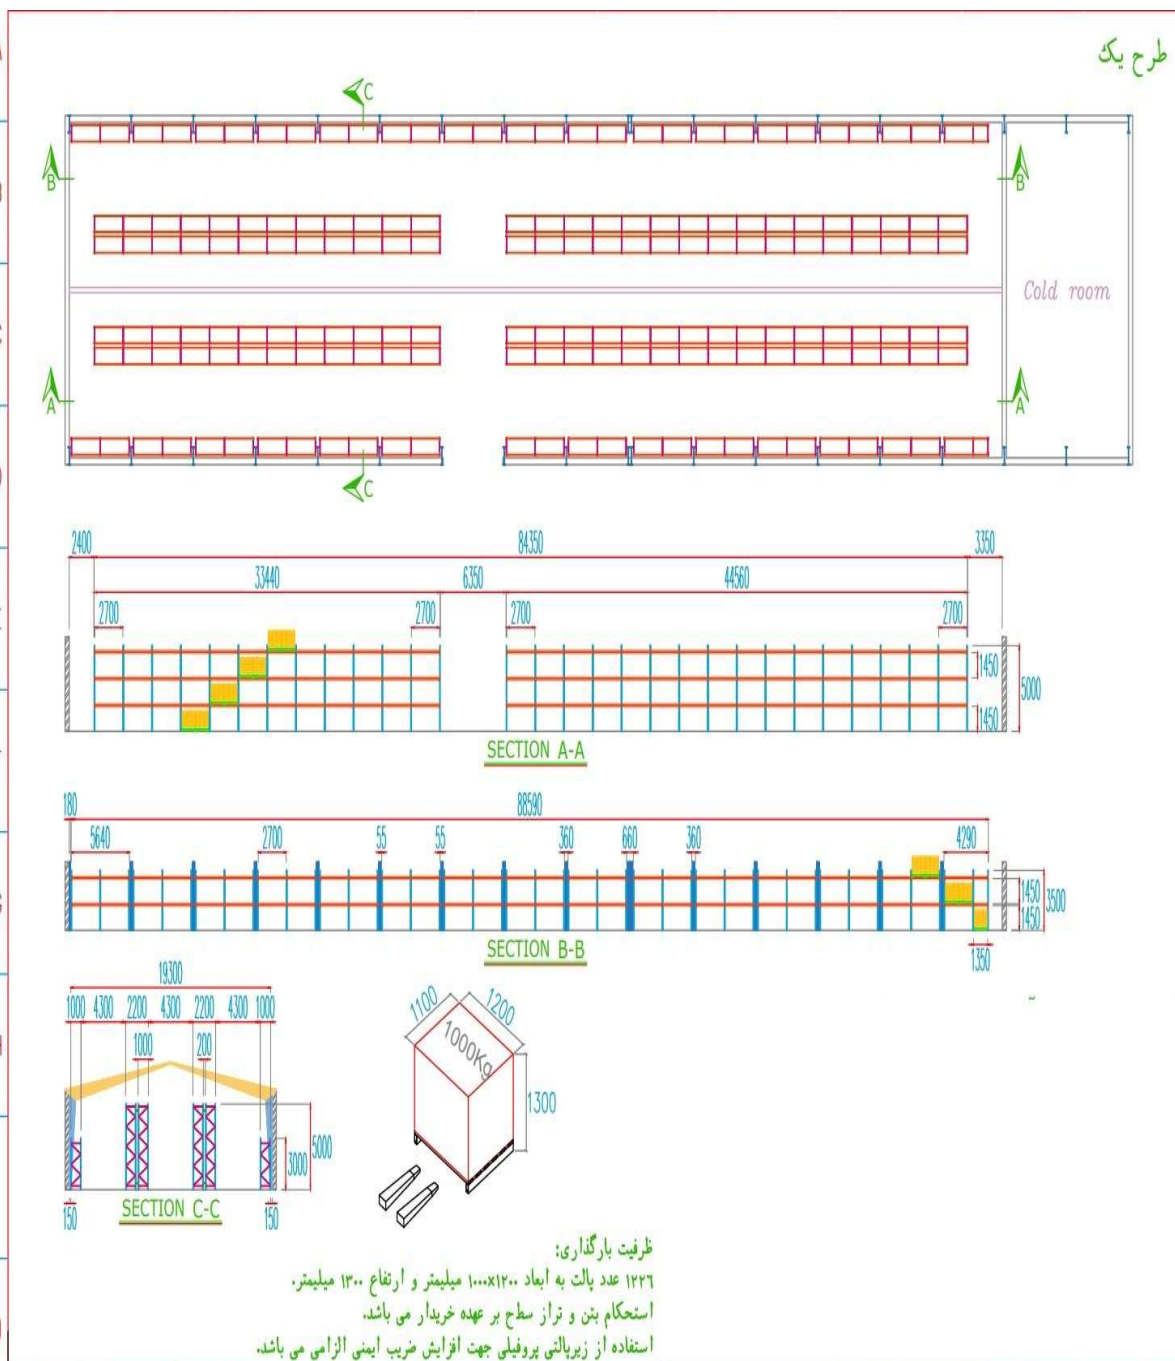 طرح یک
C
B
B
Cold room
A
A
C
2400
84350
3350
33440
6350
44560
2700
2700
2700
2700
1450
5000
1450
SECTION A-A
180
88590
5640
2700
55
55
360
660
360
4290
1450
3500
1450
SECTION B-B
1350
19300
1000 4300 2200 4300 2200 4300 1000
1000
200
5000
3000
150
150
SECTION C-C
1100
1200
1000Kg
1300
ظرفیت بارگذاری:
۱۲۲۶ عدد پالت به ابعاد ۱۲۰۰×۱۰۰۰ میلیمتر و ارتفاع ۱۳۰۰ میلیمتر.
استحکام بتن و تراز سطح بر عهده خریدار می باشد.
استفاده از زیرپالتی پروفیلی جهت افزایش ضریب ایمنی الزامی می باشد.